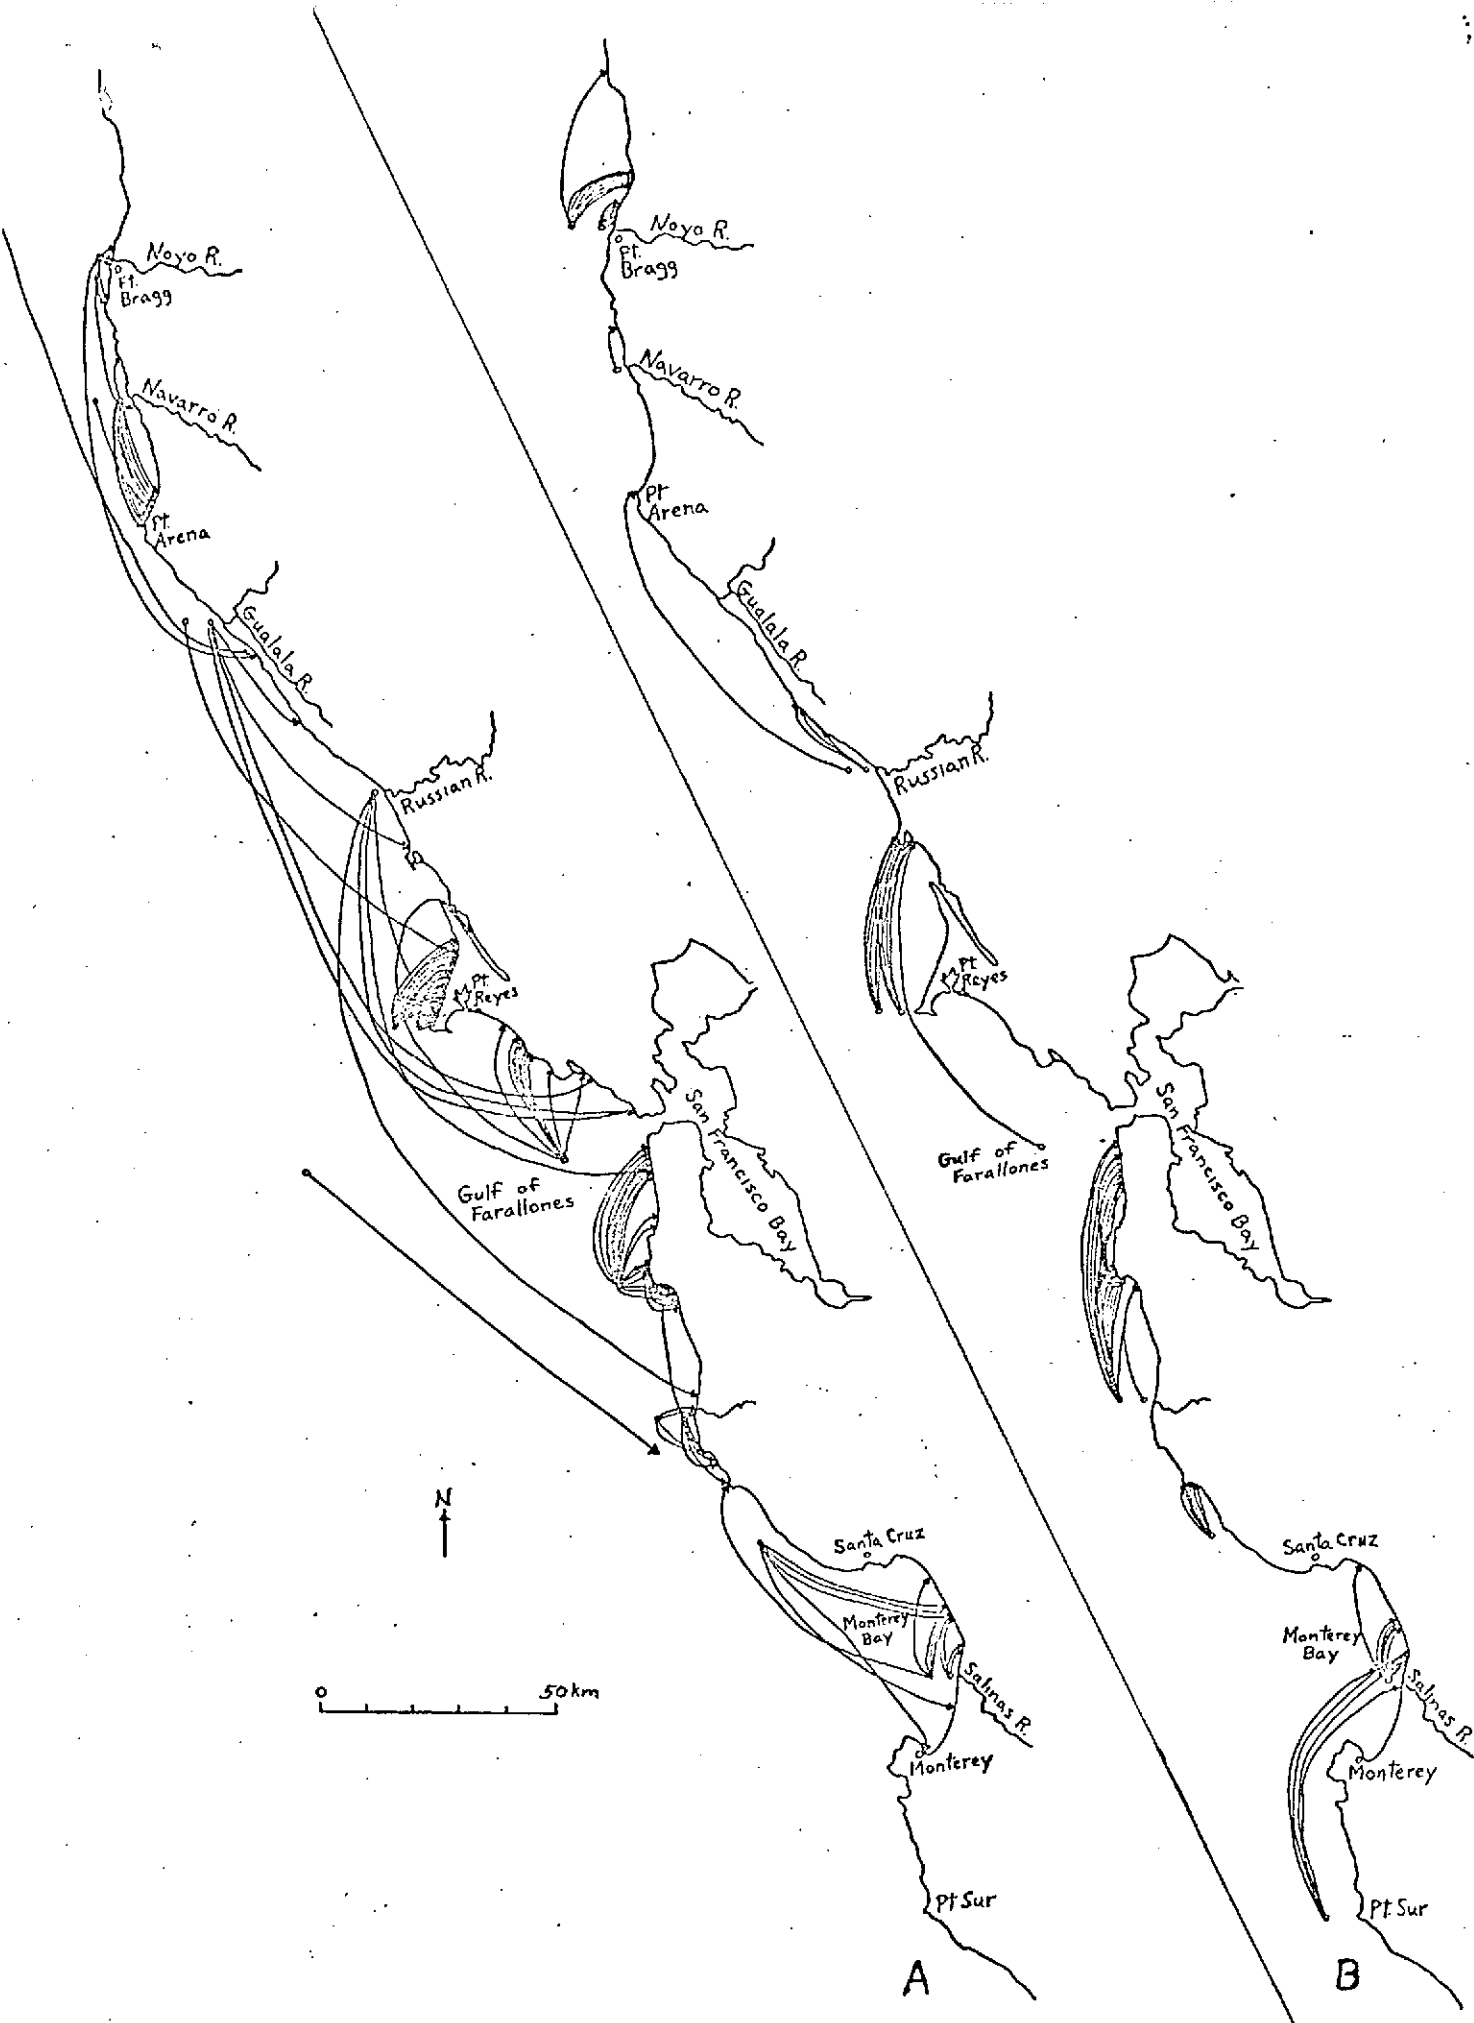 Noyo R.
Ft.
Bragg
Navarro R.
Pt.
Arena
Gualala R.
Russian R.
Pt.
Reyes
San Francisco Bay
Gulf of
Farallones
N
Santa Cruz
Monterey
Bay
Salinas R.
Monterey
Pt Sur
0
50 km
A
Noyo R.
Ft.
Bragg
Navarro R.
Pt
Arena
Gualala R.
Russian R.
Pt
Reyes
San Francisco Bay
Gulf of
Farallones
Santa Cruz
Monterey
Bay
Salinas R.
Monterey
Pt. Sur
B